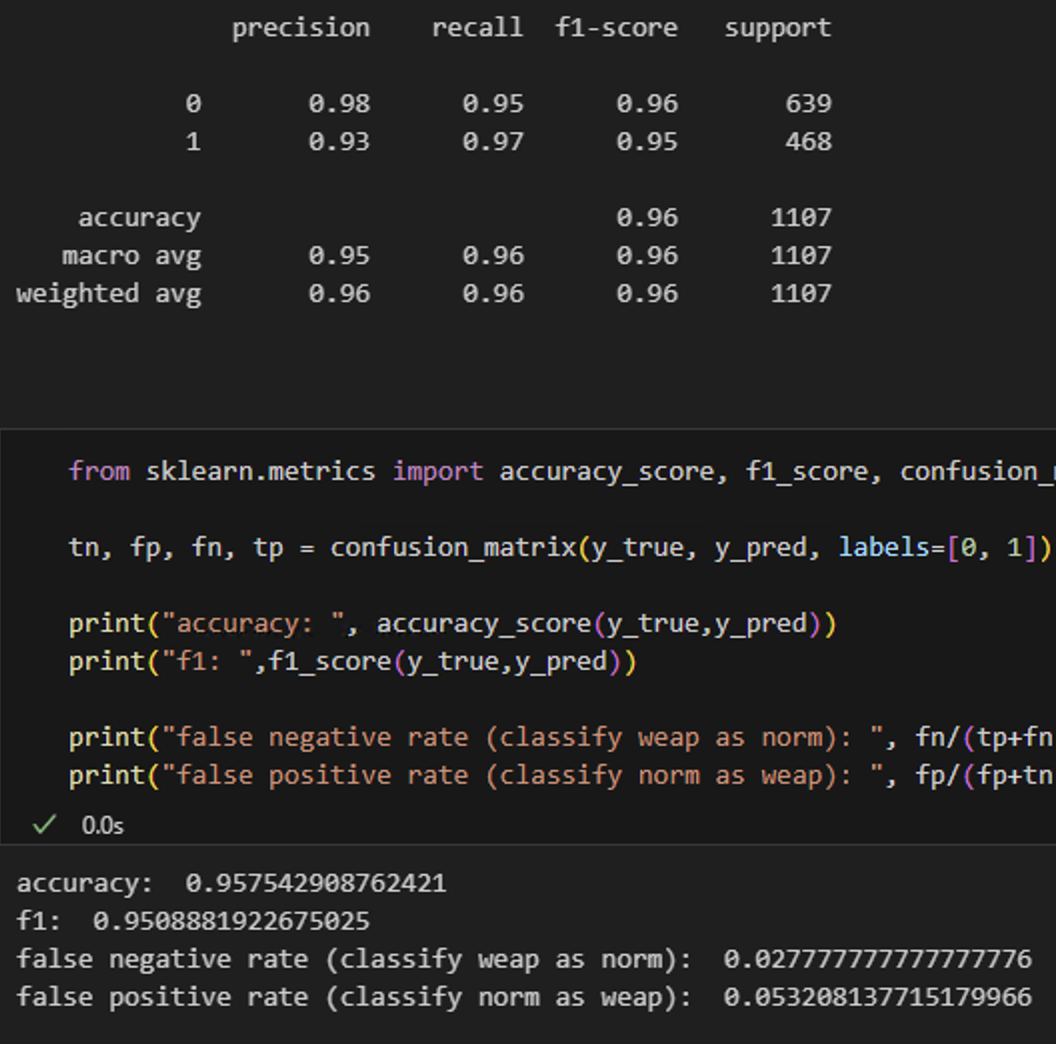 precision recall f1-score support
0 0.98 0.95 0.96 639
1 0.93 0.97 0.95 468
accuracy 0.96 1107
macro avg 0.95 0.96 0.96 1107
weighted avg 0.96 0.96 0.96 1107
from sklearn.metrics import accuracy_score, f1_score, confusion_
tn, fp, fn, tp = confusion_matrix(y_true, y_pred, labels=[0, 1])
print("accuracy: ", accuracy_score(y_true,y_pred))
print("f1: ",f1_score(y_true,y_pred))
print("false negative rate (classify weap as norm): ", fn/(tp+fn
print("false positive rate (classify norm as weap): ", fp/(fp+tn
0.0s
accuracy: 0.957542908762421
f1: 0.9508881922675025
false negative rate (classify weap as norm): 0.027777777777777776
false positive rate (classify norm as weap): 0.053208137715179966